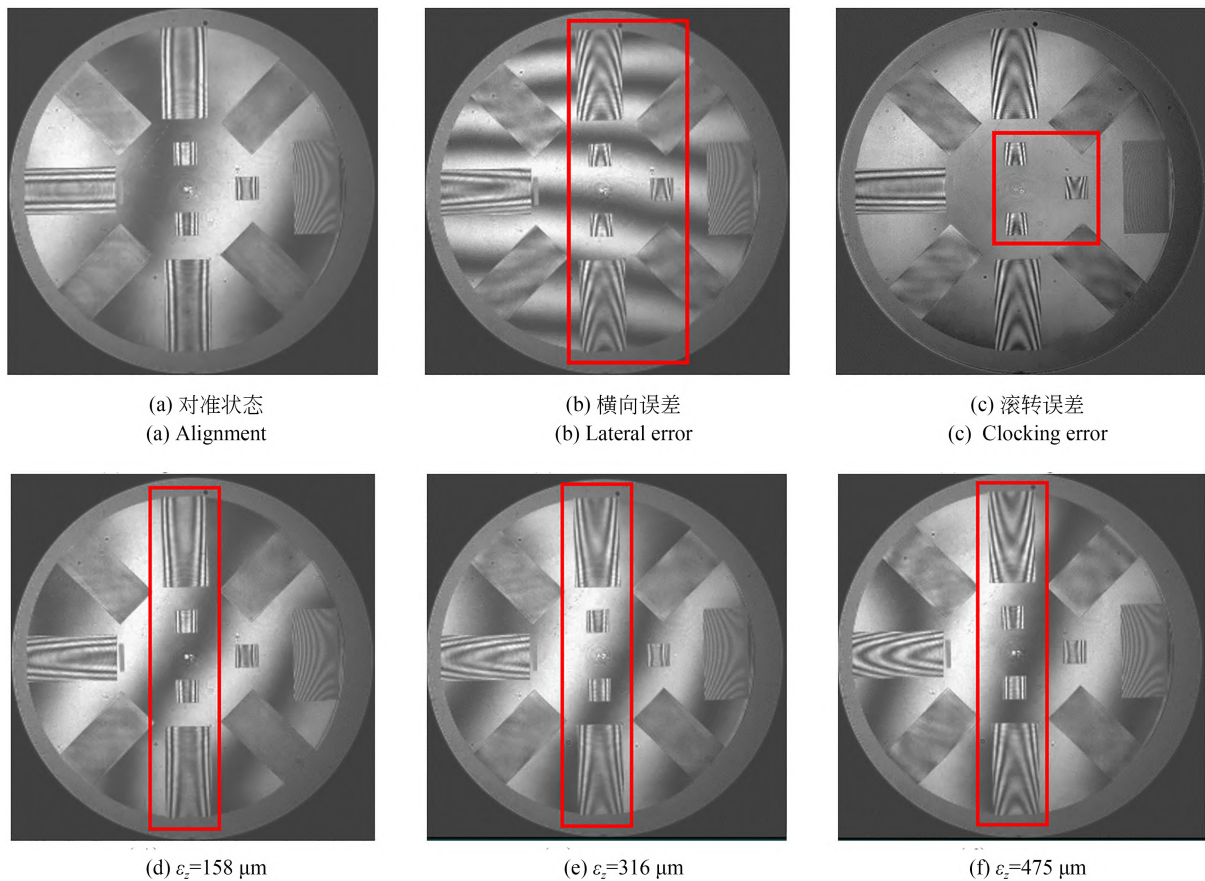 (a) 对准状态
(a) Alignment
(b) 横向误差
(b) Lateral error
(c) 滚转误差
(c) Clocking error
(d) εz=158 μm
(e) εz=316 μm
(f) εz=475 μm